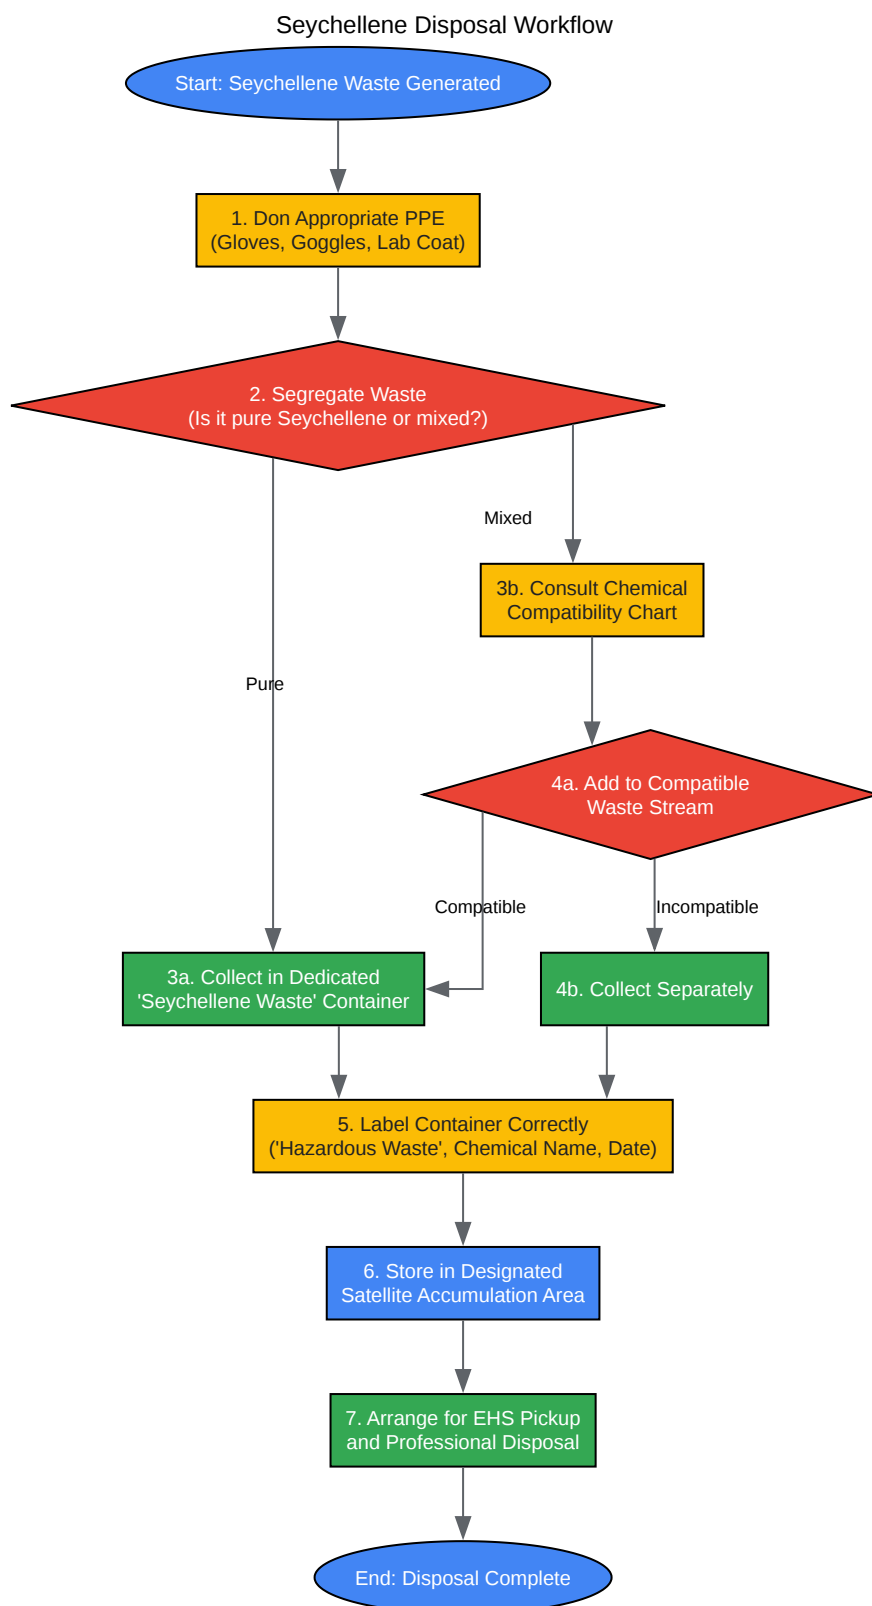 Seychellene Disposal Workflow
Start: Seychellene Waste Generated
1. Don Appropriate PPE
(Gloves, Goggles, Lab Coat)
2. Segregate Waste
(Is it pure Seychellene or mixed?)
Mixed
3b. Consult Chemical
Compatibility Chart
Pure
4a. Add to Compatible
Waste Stream
Compatible
Incompatible
3a. Collect in Dedicated
'Seychellene Waste' Container
4b. Collect Separately
5. Label Container Correctly
('Hazardous Waste', Chemical Name, Date)
6. Store in Designated
Satellite Accumulation Area
7. Arrange for EHS Pickup
and Professional Disposal
End: Disposal Complete